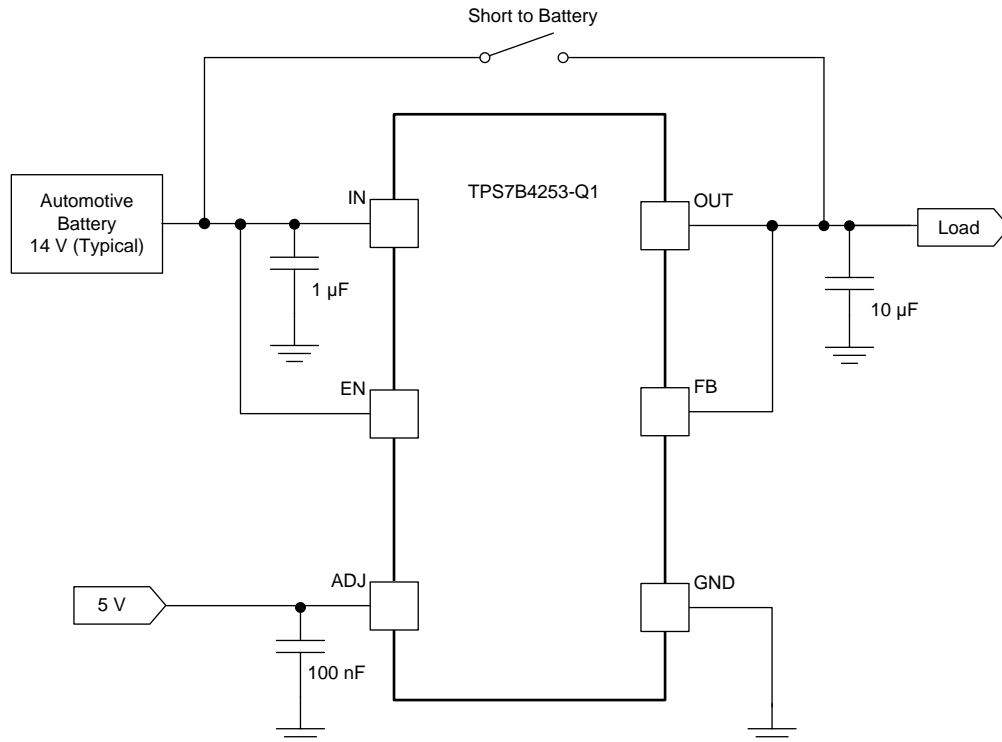 Short to Battery
TPS7B4253-Q1
IN
OUT
Automotive
Battery
14 V (Typical)
Load
1 µF
10 µF
EN
FB
ADJ
GND
5 V
100 nF